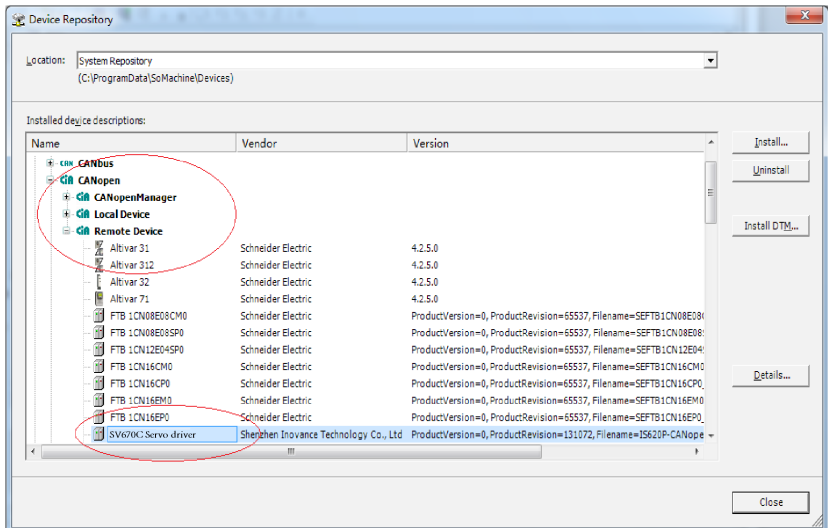 Device Repository
Location: System Repository
(C:\ProgramData\SoMachine\Devices)
Installed device descriptions:
Name Vendor Version
CAN CANbus
CiA CANopen
CiA CANopenManager
CiA Local Device
CiA Remote Device
Altivar 31 Schneider Electric 4.2.5.0
Altivar 312 Schneider Electric 4.2.5.0
Altivar 32 Schneider Electric 4.2.5.0
Altivar 71 Schneider Electric 4.2.5.0
FTB 1CN08E08CM0 Schneider Electric ProductVersion=0, ProductRevision=65537, Filename=SEFTB1CN08E08
FTB 1CN08E08SP0 Schneider Electric ProductVersion=0, ProductRevision=65537, Filename=SEFTB1CN08E08
FTB 1CN12E04SP0 Schneider Electric ProductVersion=0, ProductRevision=65537, Filename=SEFTB1CN12E04
FTB 1CN16CM0 Schneider Electric ProductVersion=0, ProductRevision=65537, Filename=SEFTB1CN16CM0
FTB 1CN16CP0 Schneider Electric ProductVersion=0, ProductRevision=65537, Filename=SEFTB1CN16CP0_
FTB 1CN16EM0 Schneider Electric ProductVersion=0, ProductRevision=65537, Filename=SEFTB1CN16EM0
FTB 1CN16EP0 Schneider Electric ProductVersion=0, ProductRevision=65537, Filename=SEFTB1CN16EP0_
SV670C Servo driver Shenzhen Inovance Technology Co., Ltd ProductVersion=0, ProductRevision=131072, Filename=IS620P-CANope
Install...
Uninstall
Install DTM...
Details...
Close